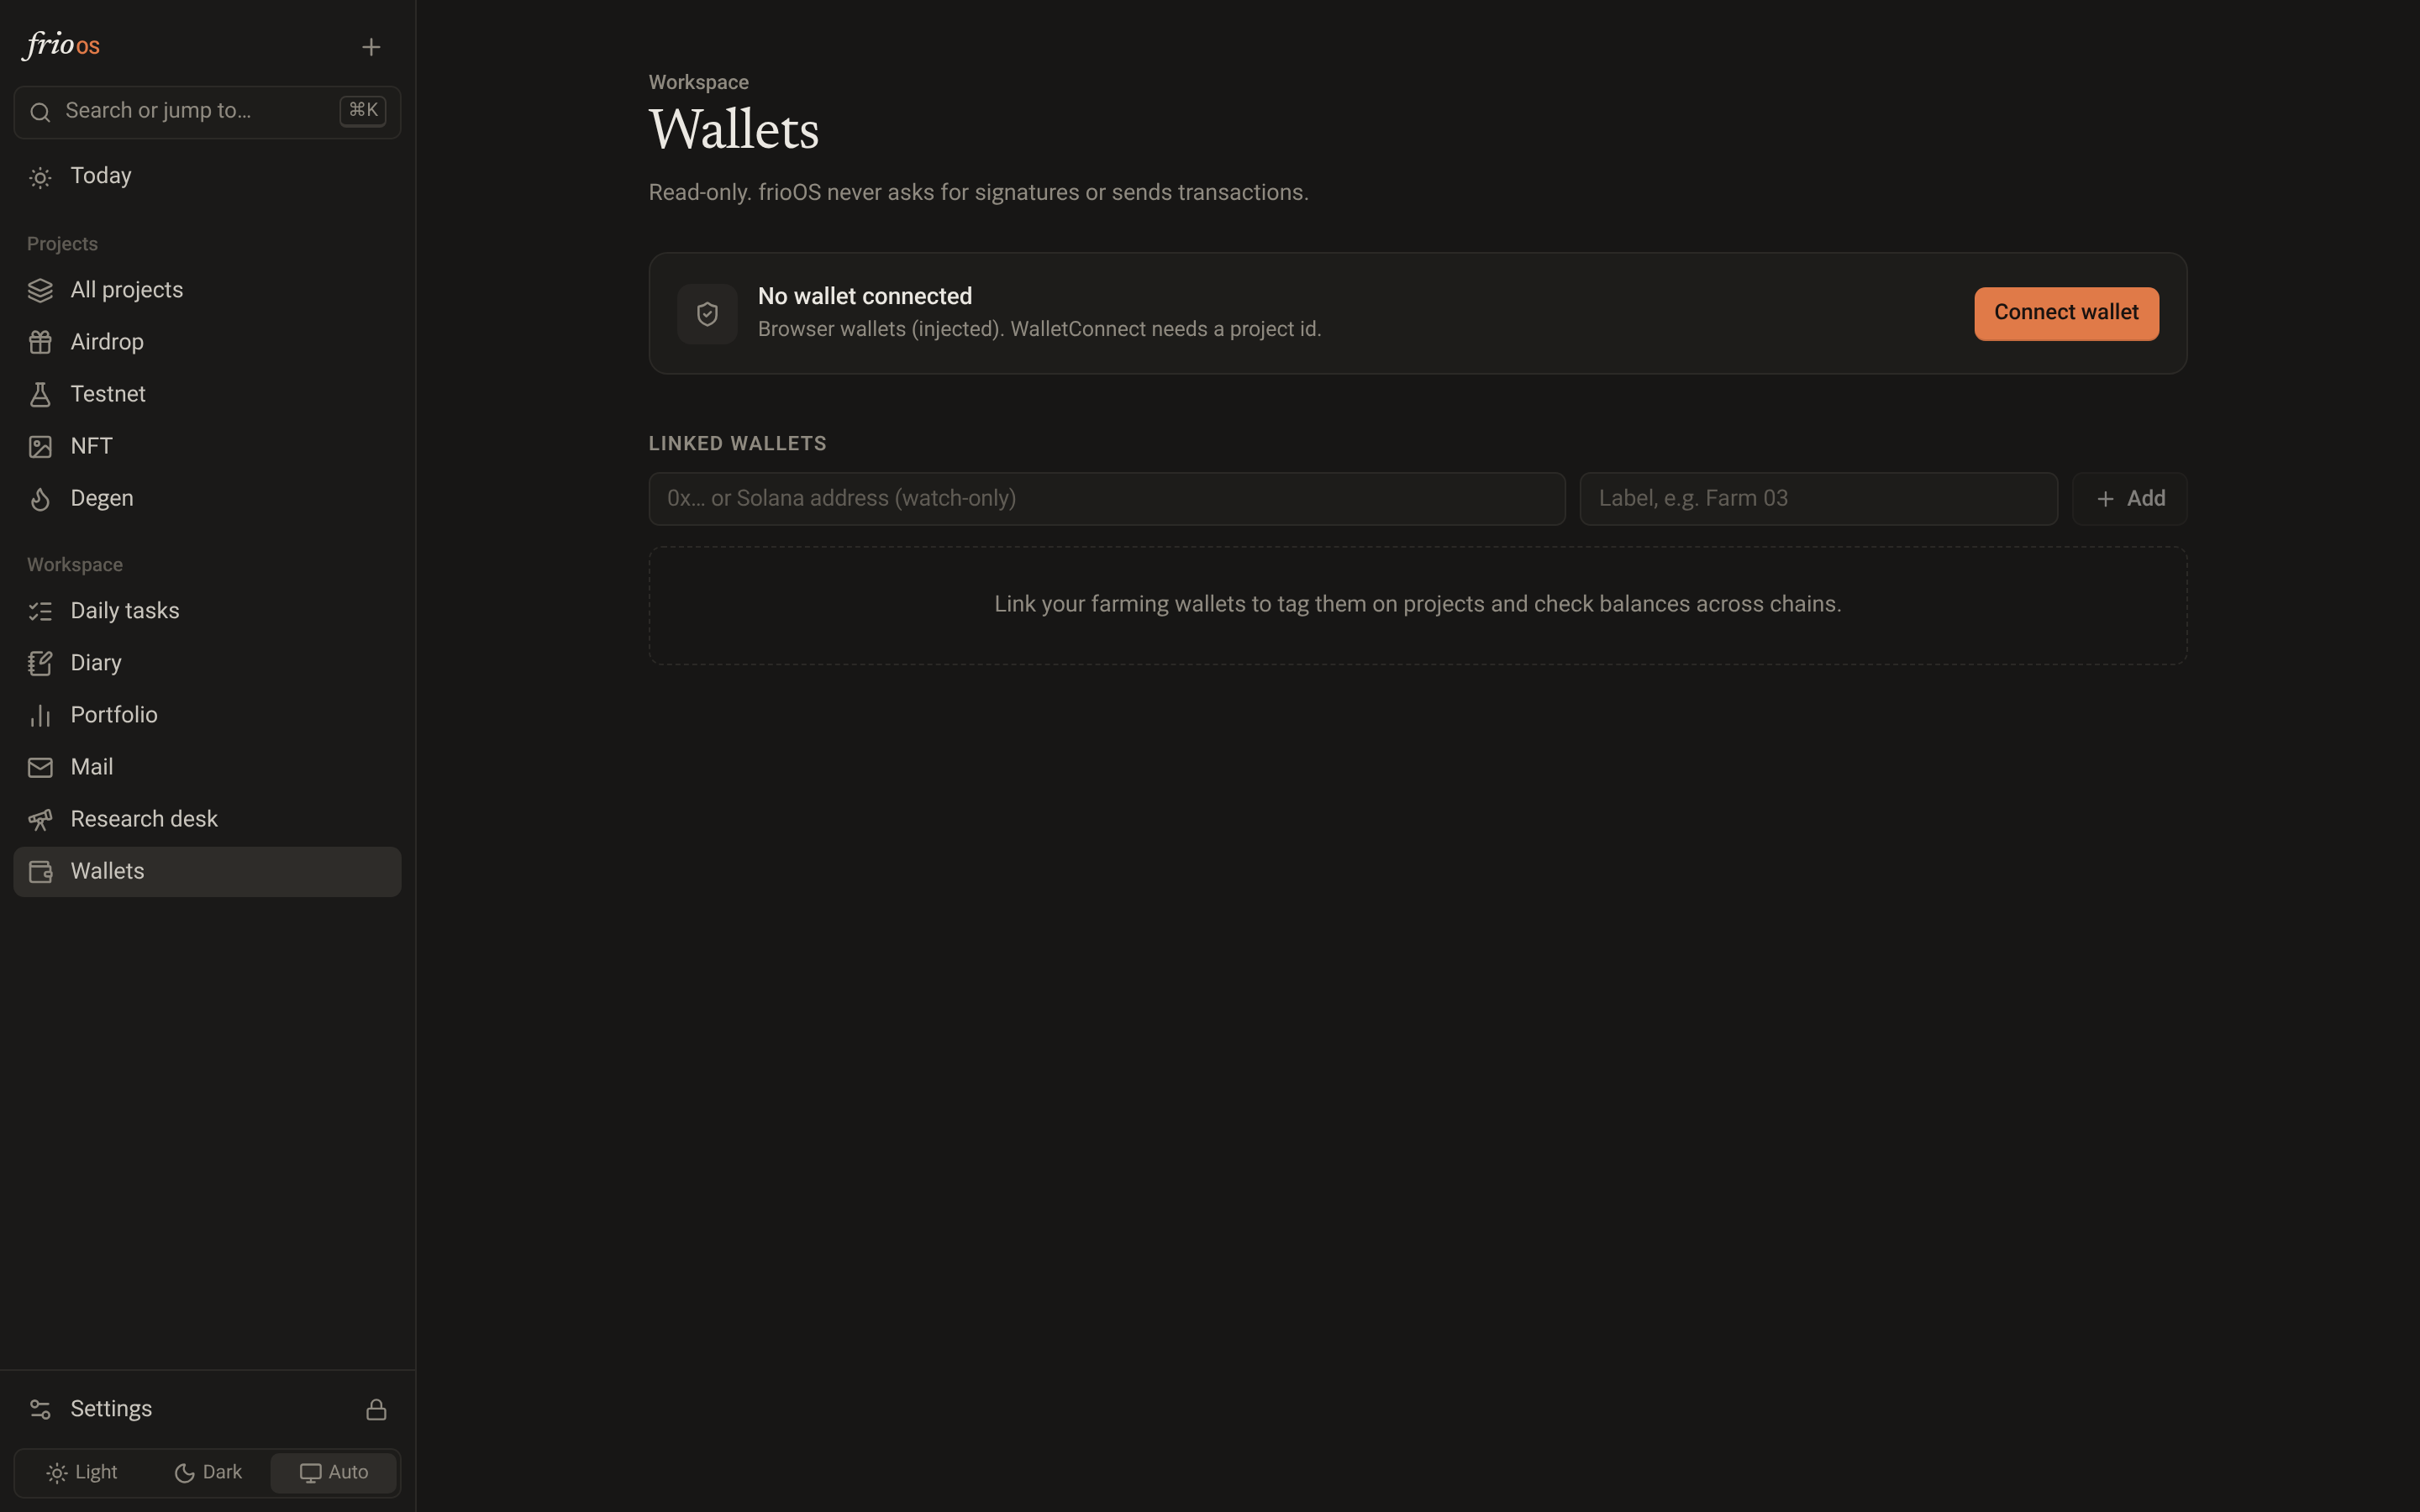 frioOS
Search or jump to... ⌘K
Today
Projects
All projects
Airdrop
Testnet
NFT
Degen
Workspace
Daily tasks
Diary
Portfolio
Mail
Research desk
Wallets
Settings
Light Dark Auto
Workspace
Wallets
Read-only. frioOS never asks for signatures or sends transactions.
No wallet connected
Browser wallets (injected). WalletConnect needs a project id.
Connect wallet
LINKED WALLETS
0x... or Solana address (watch-only) Label, e.g. Farm 03 + Add
Link your farming wallets to tag them on projects and check balances across chains.